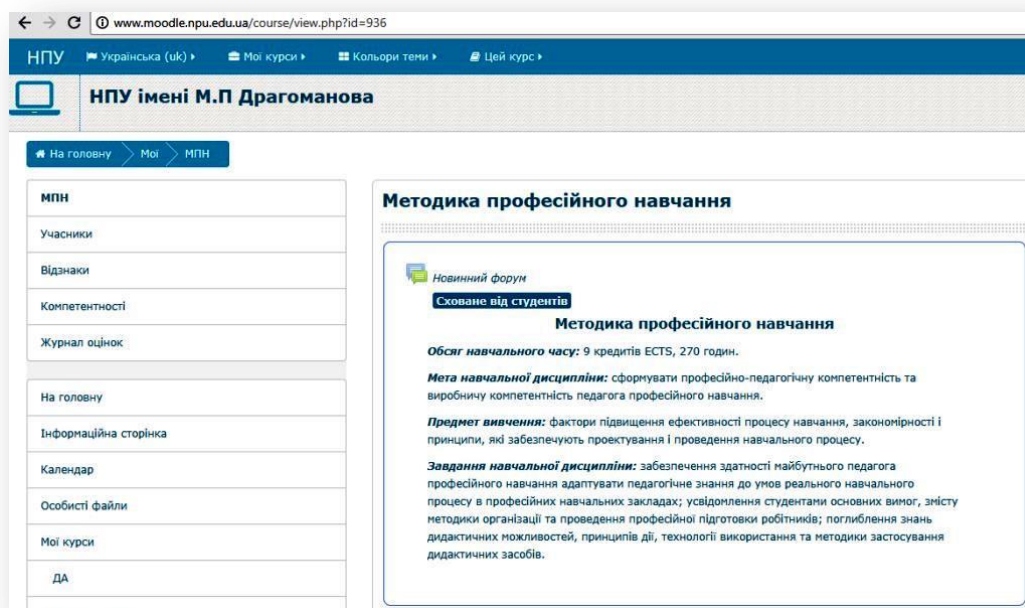 www.moodle.npu.edu.ua/course/view.php?id=936
НПУ Українська (uk) Мої курси Кольори теми Цей курс
НПУ імені М.П Драгоманова
На головну Мої МПН
МПН
Учасники
Відзнаки
Компетентності
Журнал оцінок
На головну
Інформаційна сторінка
Календар
Особисті файли
Мої курси
ДА
Методика професійного навчання
Новинний форум
Сховане від студентів
Методика професійного навчання
Обсяг навчального часу: 9 кредитів ECTS, 270 годин.
Мета навчальної дисципліни: сформувати професійно-педагогічну компетентність та
виробничу компетентність педагога професійного навчання.
Предмет вивчення: фактори підвищення ефективності процесу навчання, закономірності і
принципи, які забезпечують проектування і проведення навчального процесу.
Завдання навчальної дисципліни: забезпечення здатності майбутнього педагога
професійного навчання адаптувати педагогічне знання до умов реального навчального
процесу в професійних навчальних закладах; усвідомлення студентами основних вимог, змісту
методики організації та проведення професійної підготовки робітників; поглиблення знань
дидактичних можливостей, принципів дії, технології використання та методики застосування
дидактичних засобів.